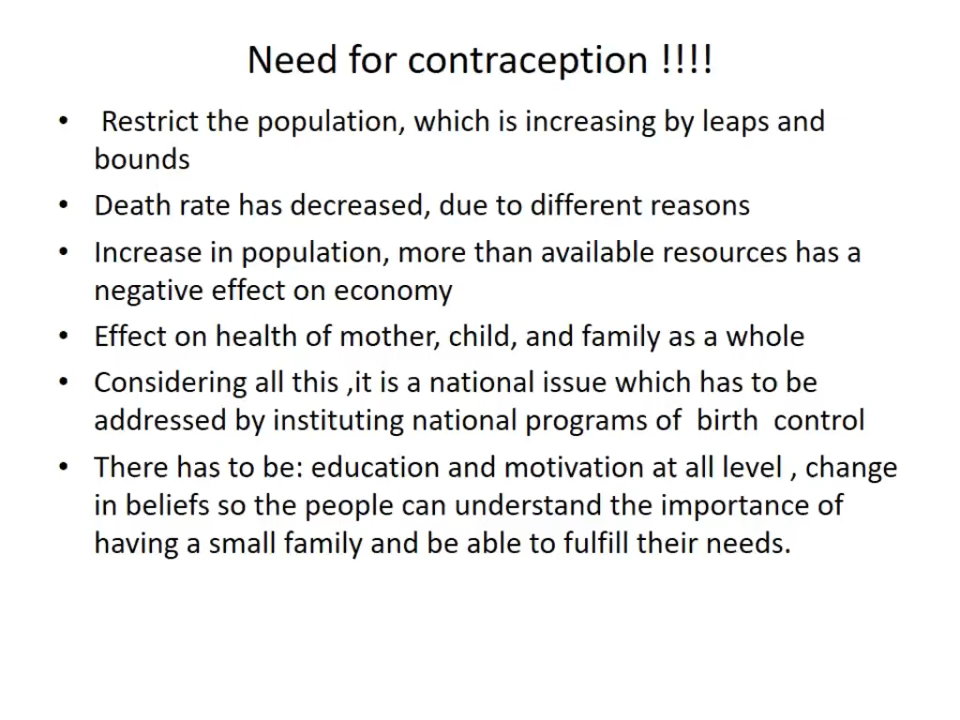 Need for contraception !!!!
• Restrict the population, which is increasing by leaps and
bounds
• Death rate has decreased, due to different reasons
• Increase in population, more than available resources has a
negative effect on economy
• Effect on health of mother, child, and family as a whole
• Considering all this ,it is a national issue which has to be
addressed by instituting national programs of  birth  control
• There has to be: education and motivation at all level , change
in beliefs so the people can understand the importance of
having a small family and be able to fulfill their needs.